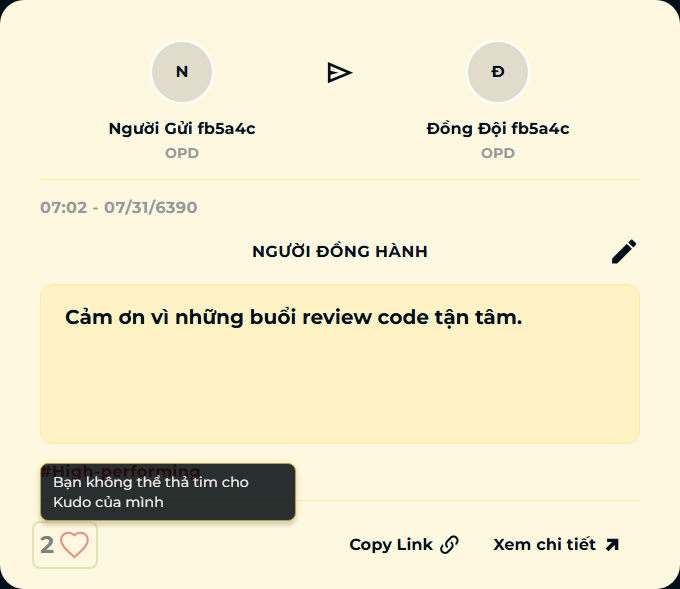 N
Đ
Người Gửi fb5a4c
Đồng Đội fb5a4c
OPD
OPD
07:02 - 07/31/6390
NGƯỜI ĐỒNG HÀNH
Cảm ơn vì những buổi review code tận tâm.
#High-performing
Bạn không thể thả tim cho
Kudo của mình
2
Copy Link
Xem chi tiết